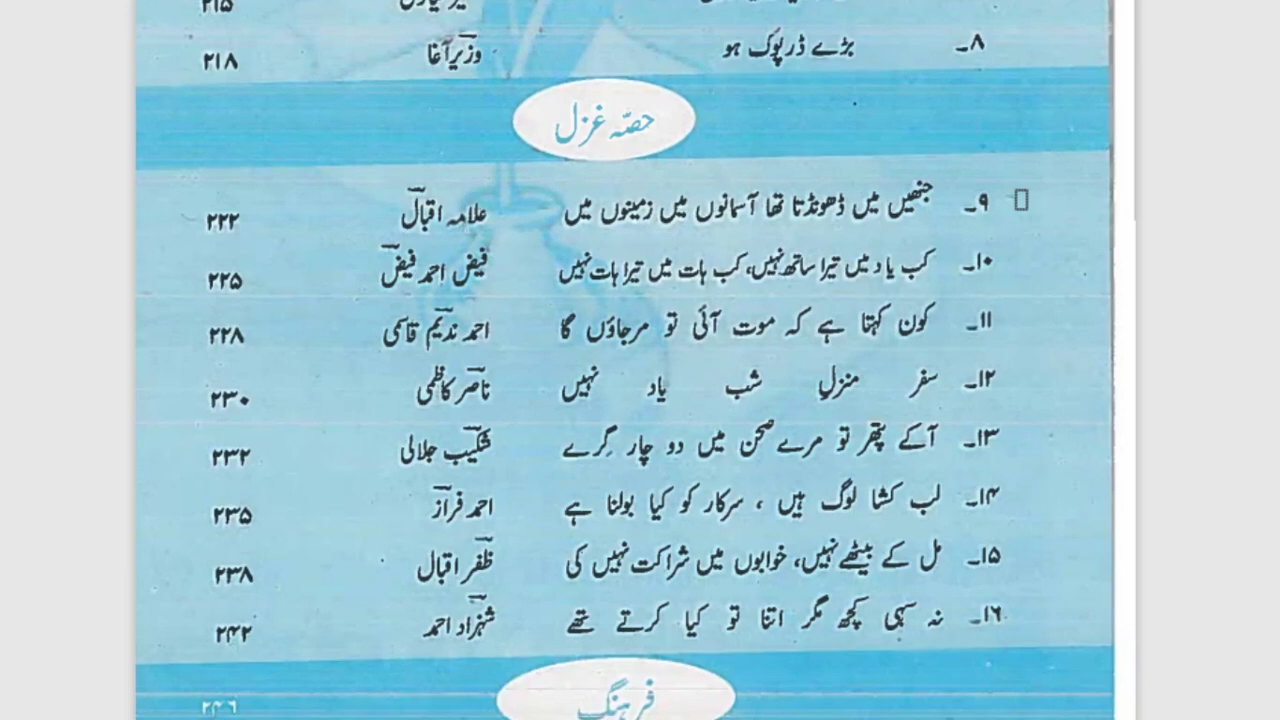 ۲۱۵
۸۔ بڑے ڈرپوک ہو وزیر آغا ۲۱۸
حصّہ غزل
۹۔ جنھیں میں ڈھونڈتا تھا آسمانوں میں زمینوں میں علامہ اقبالؔ ۲۲۲
۱۰۔ کب یاد میں تیرا ساتھ نہیں، کب ہات میں تیرا ہات نہیں فیض احمد فیضؔ ۲۲۵
۱۱۔ کون کہتا ہے کہ موت آئی تو مرجاؤں گا احمد ندیمؔ قاسمی ۲۲۸
۱۲۔ سفر منزلِ شب یاد نہیں ناصرؔ کاظمی ۲۳۰
۱۳۔ آکے پتھر تو مرے صحن میں دو چار گرے شکیبؔ جلالی ۲۳۲
۱۴۔ لب کشا لوگ ہیں ، سرکار کو کیا بولنا ہے احمد فرازؔ ۲۳۵
۱۵۔ مل کے بیٹھے نہیں، خوابوں میں شراکت نہیں کی ظفرؔ اقبال ۲۳۸
۱۶۔ نہ سہی کچھ مگر اتنا تو کیا کرتے تھے شہزادؔ احمد ۲۴۲
فرہنگ ۲۴۶